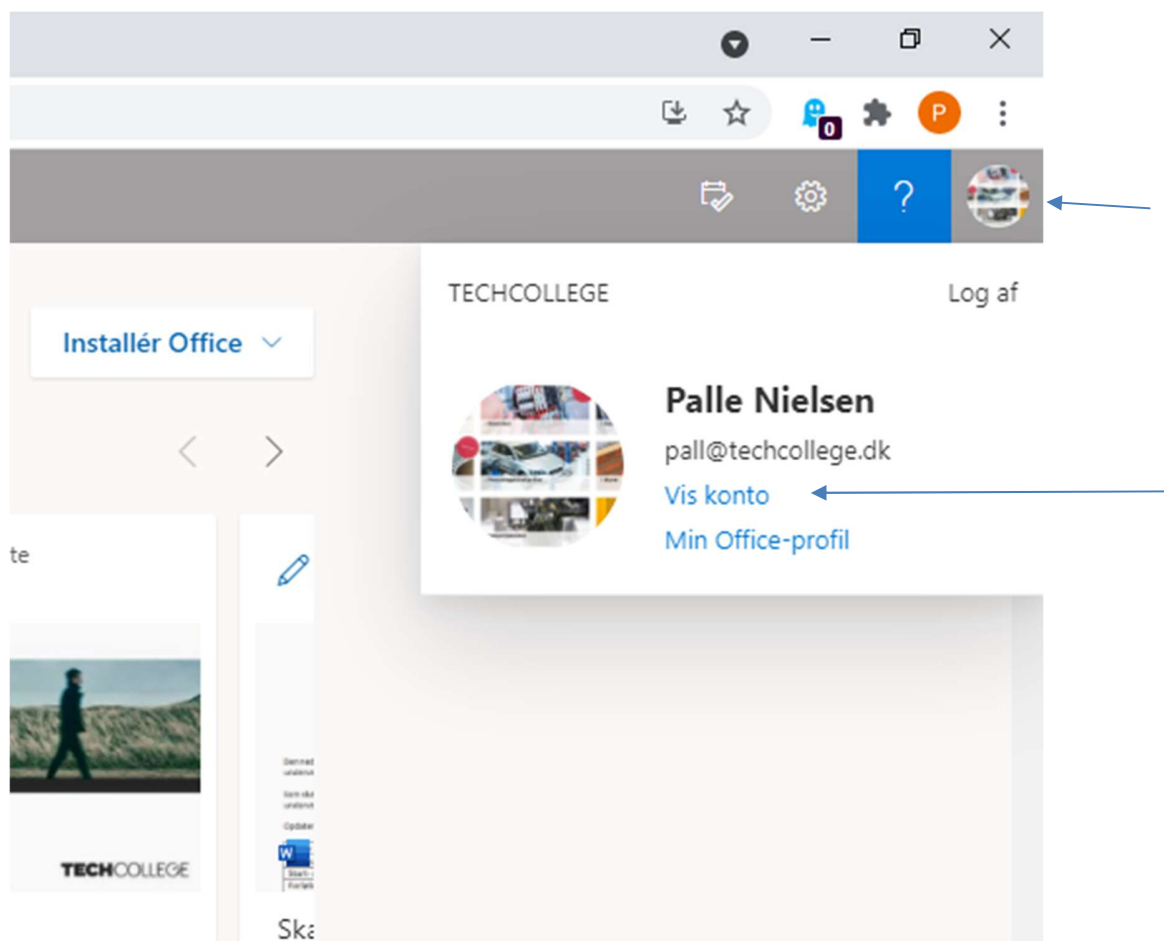 P
0
?
TECHCOLLEGE
Log af
Installér Office
Palle Nielsen
pall@techcollege.dk
Vis konto
Min Office-profil
te
TECHCOLLEGE
W
Ska